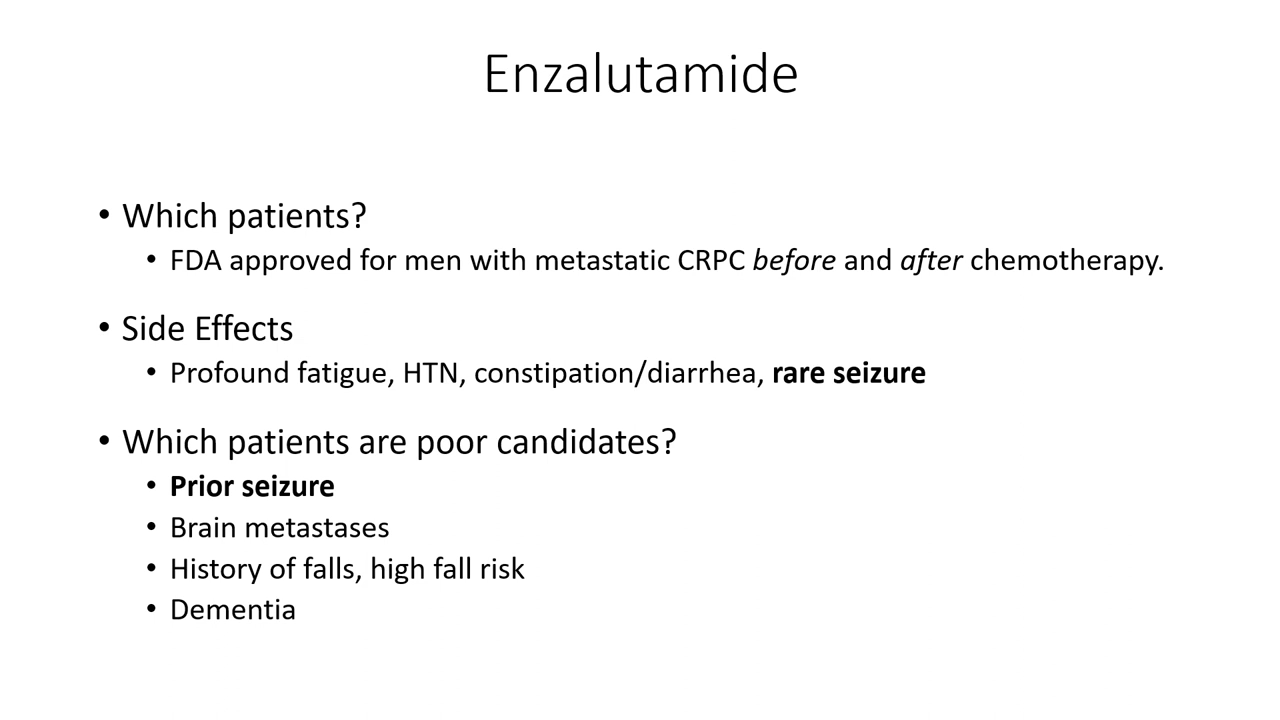 Enzalutamide
• Which patients?
• FDA approved for men with metastatic CRPC before and after chemotherapy.
• Side Effects
• Profound fatigue, HTN, constipation/diarrhea, rare seizure
• Which patients are poor candidates?
• Prior seizure
• Brain metastases
• History of falls, high fall risk
• Dementia